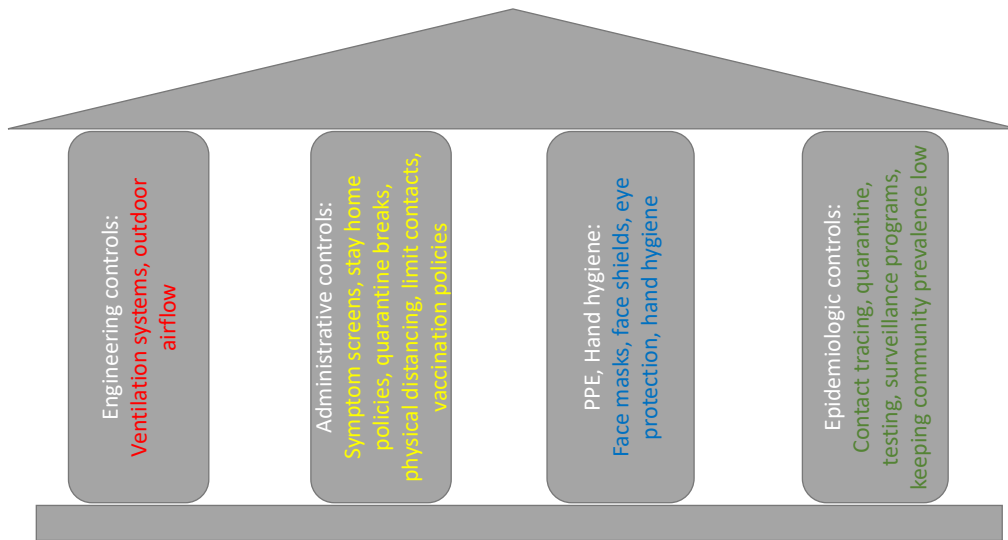 Engineering controls:
Ventilation systems, outdoor
airflow
Administrative controls:
Symptom screens, stay home
policies, quarantine breaks,
physical distancing, limit contacts,
vaccination policies
PPE, Hand hygiene:
Face masks, face shields, eye
protection, hand hygiene
Epidemiologic controls:
Contact tracing, quarantine,
testing, surveillance programs,
keeping community prevalence low